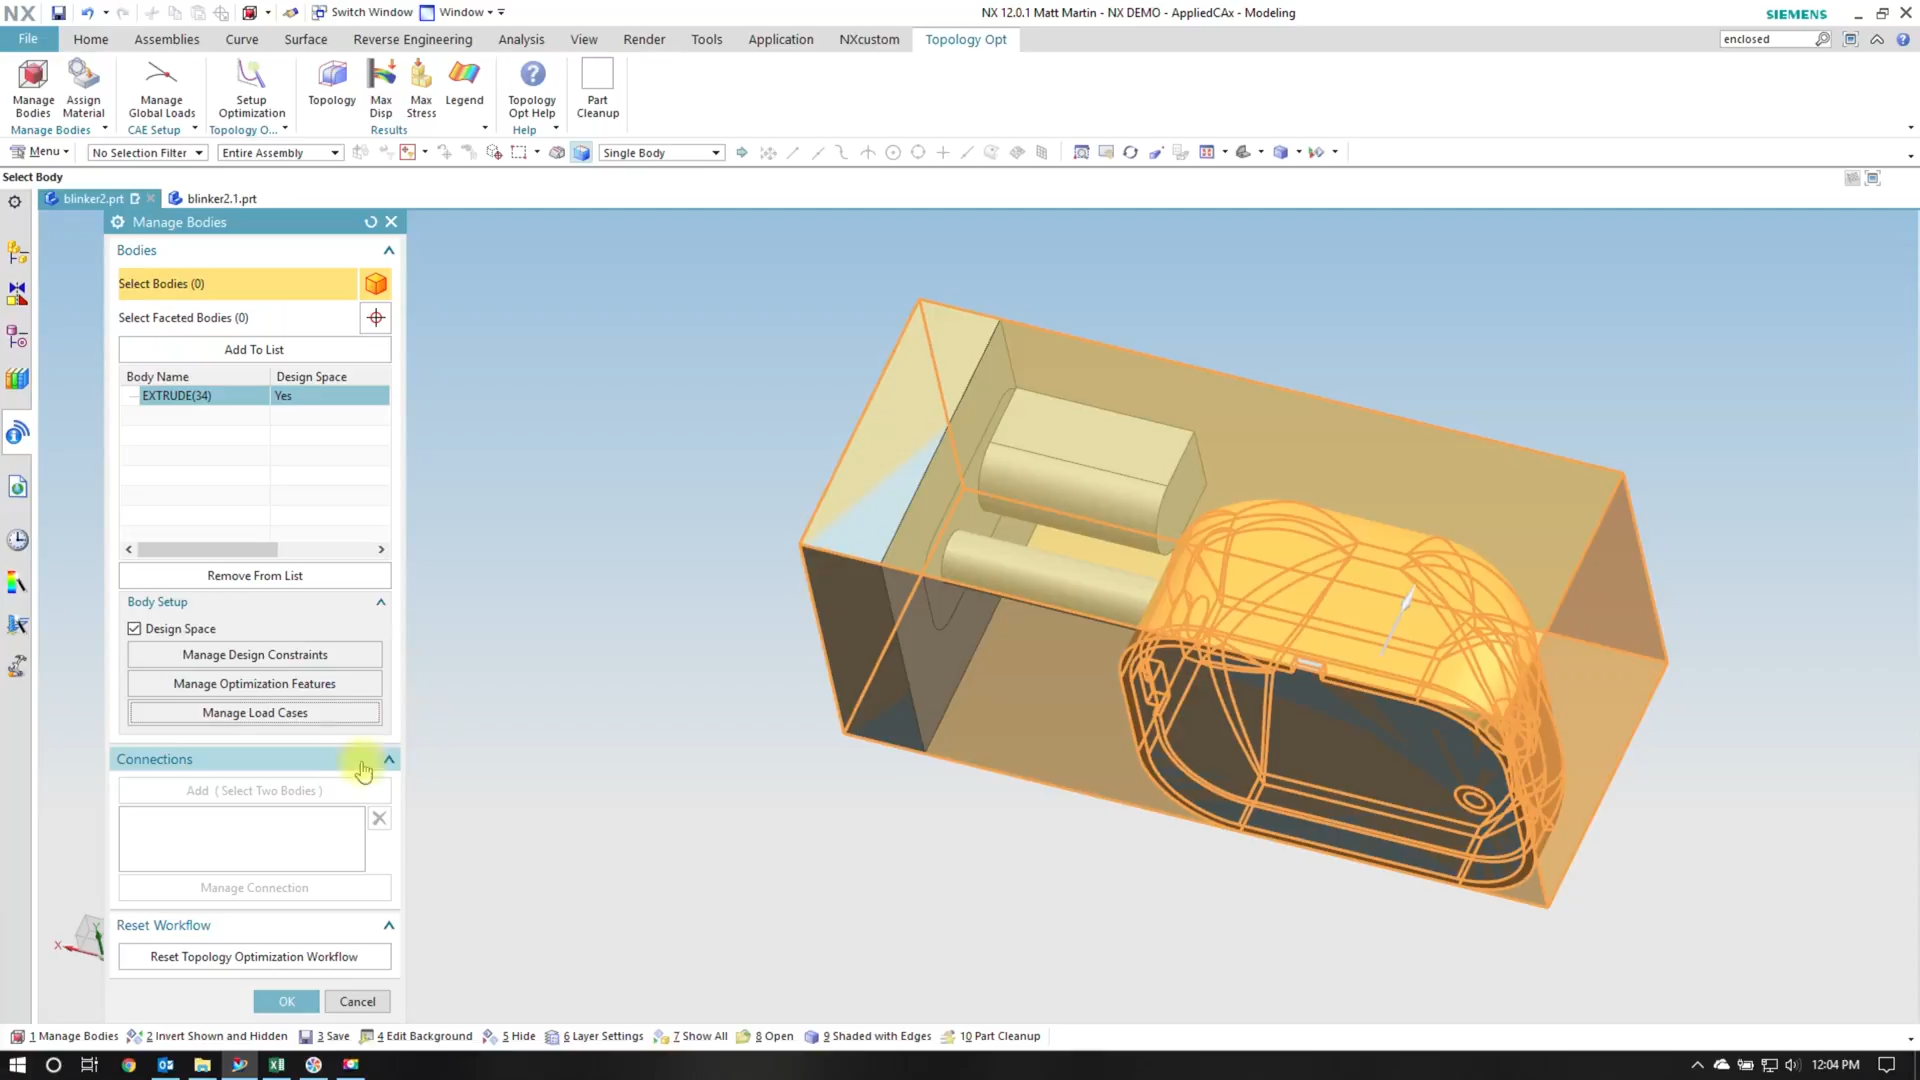 NX
Switch Window
Window
NX 12.0.1 Matt Martin - NX DEMO - AppliedCAx - Modeling
SIEMENS
File
Home
Assemblies
Curve
Surface
Reverse Engineering
Analysis
View
Render
Tools
Application
NXcustom
Topology Opt
enclosed
Manage Bodies
Assign Material
Manage Global Loads
Setup Optimization
Topology
Max Disp
Max Stress
Legend
Topology Opt Help
Part Cleanup
Manage Bodies
CAE Setup
Topology O...
Results
Help
Menu
No Selection Filter
Entire Assembly
Single Body
Select Body
blinker2.prt
blinker2.1.prt
Manage Bodies
Bodies
Select Bodies (0)
Select Faceted Bodies (0)
Add To List
Body Name
Design Space
EXTRUDE(34)
Yes
Remove From List
Body Setup
Design Space
Manage Design Constraints
Manage Optimization Features
Manage Load Cases
Connections
Add ( Select Two Bodies )
Manage Connection
Reset Workflow
Reset Topology Optimization Workflow
OK
Cancel
X
1 Manage Bodies
2 Invert Shown and Hidden
3 Save
4 Edit Background
5 Hide
6 Layer Settings
7 Show All
8 Open
9 Shaded with Edges
10 Part Cleanup
12:04 PM